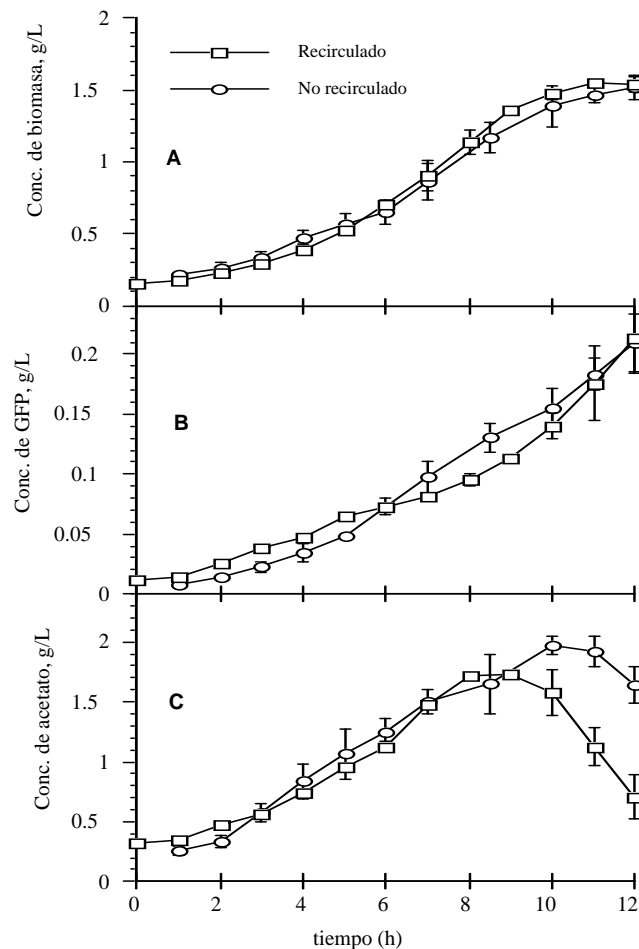 2
Recirculado
No recirculado
Conc. de biomasa, g/L
1.5
1
0.5
0
A
Conc. de GFP, g/L
0.2
0.15
0.1
0.05
0
B
Conc. de acetato, g/L
2
1.5
1
0.5
0
C
0 2 4 6 8 10 12
tiempo (h)